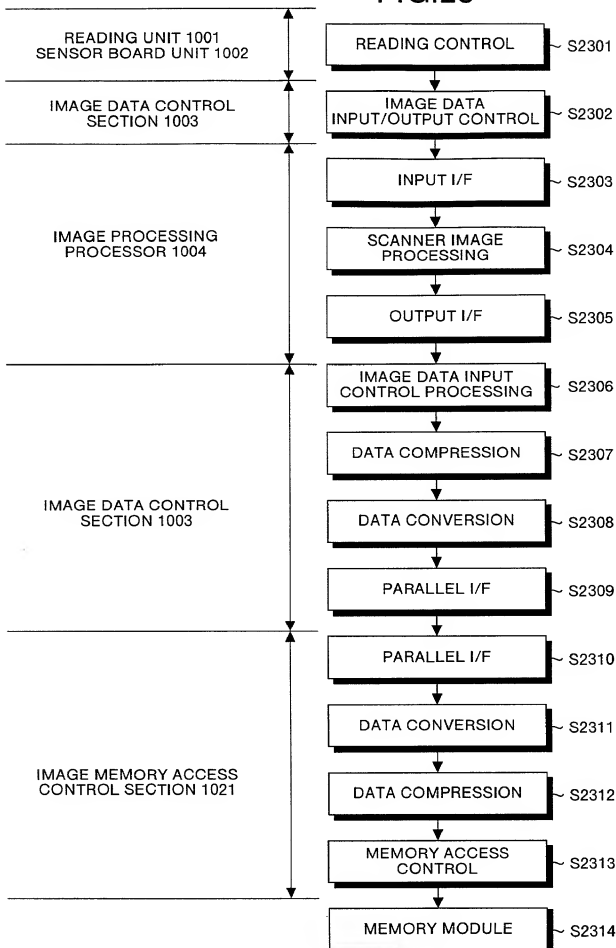 READING UNIT 1001
SENSOR BOARD UNIT 1002
READING CONTROL
S2301
IMAGE DATA CONTROL
SECTION 1003
IMAGE DATA
INPUT/OUTPUT CONTROL
S2302
IMAGE PROCESSING
PROCESSOR 1004
INPUT I/F
S2303
SCANNER IMAGE
PROCESSING
S2304
OUTPUT I/F
S2305
IMAGE DATA CONTROL
SECTION 1003
IMAGE DATA INPUT
CONTROL PROCESSING
S2306
DATA COMPRESSION
S2307
DATA CONVERSION
S2308
PARALLEL I/F
S2309
IMAGE MEMORY ACCESS
CONTROL SECTION 1021
PARALLEL I/F
S2310
DATA CONVERSION
S2311
DATA COMPRESSION
S2312
MEMORY ACCESS
CONTROL
S2313
MEMORY MODULE
S2314